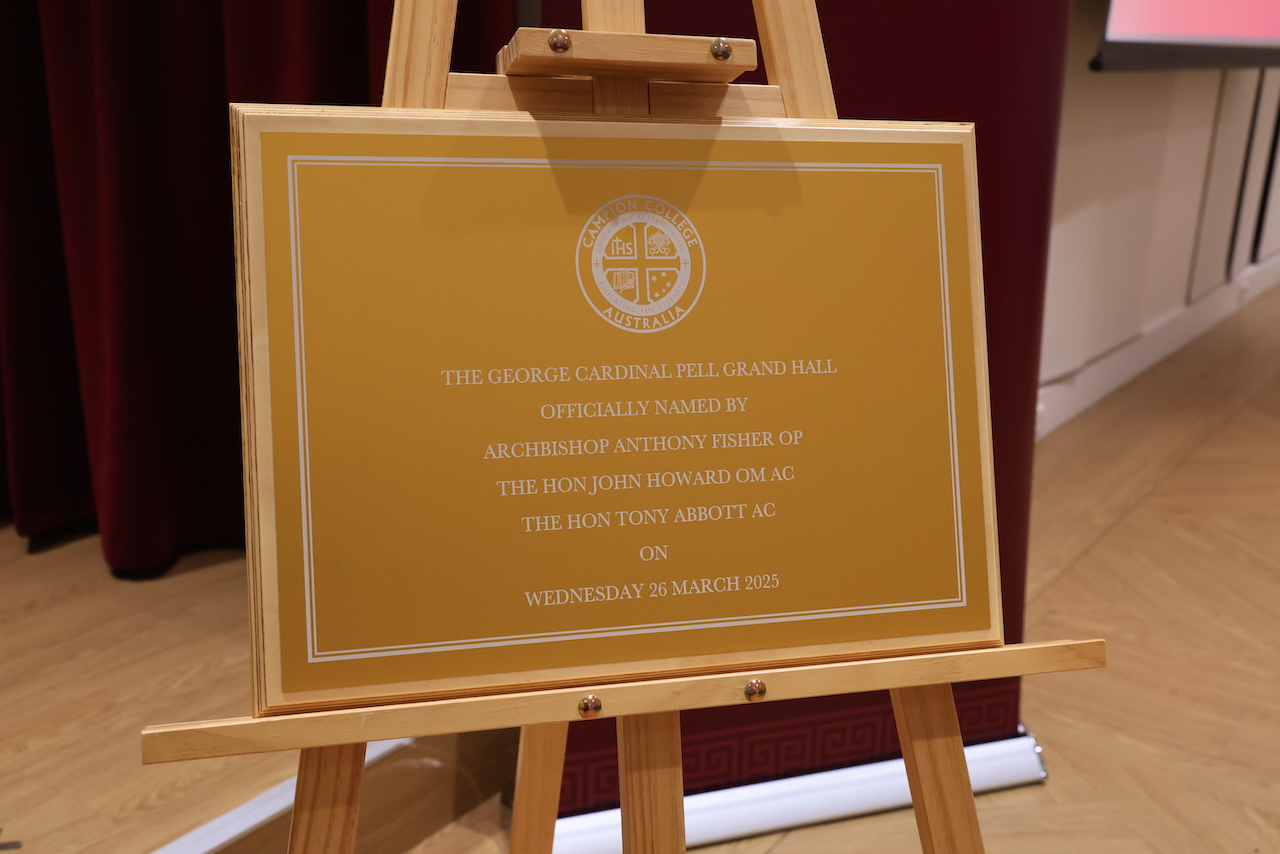 CAMPION COLLEGE
IHS
AUSTRALIA
THE GEORGE CARDINAL PELL GRAND HALL
OFFICIALLY NAMED BY
ARCHBISHOP ANTHONY FISHER OP
THE HON JOHN HOWARD OM AC
THE HON TONY ABBOTT AC
ON
WEDNESDAY 26 MARCH 2025